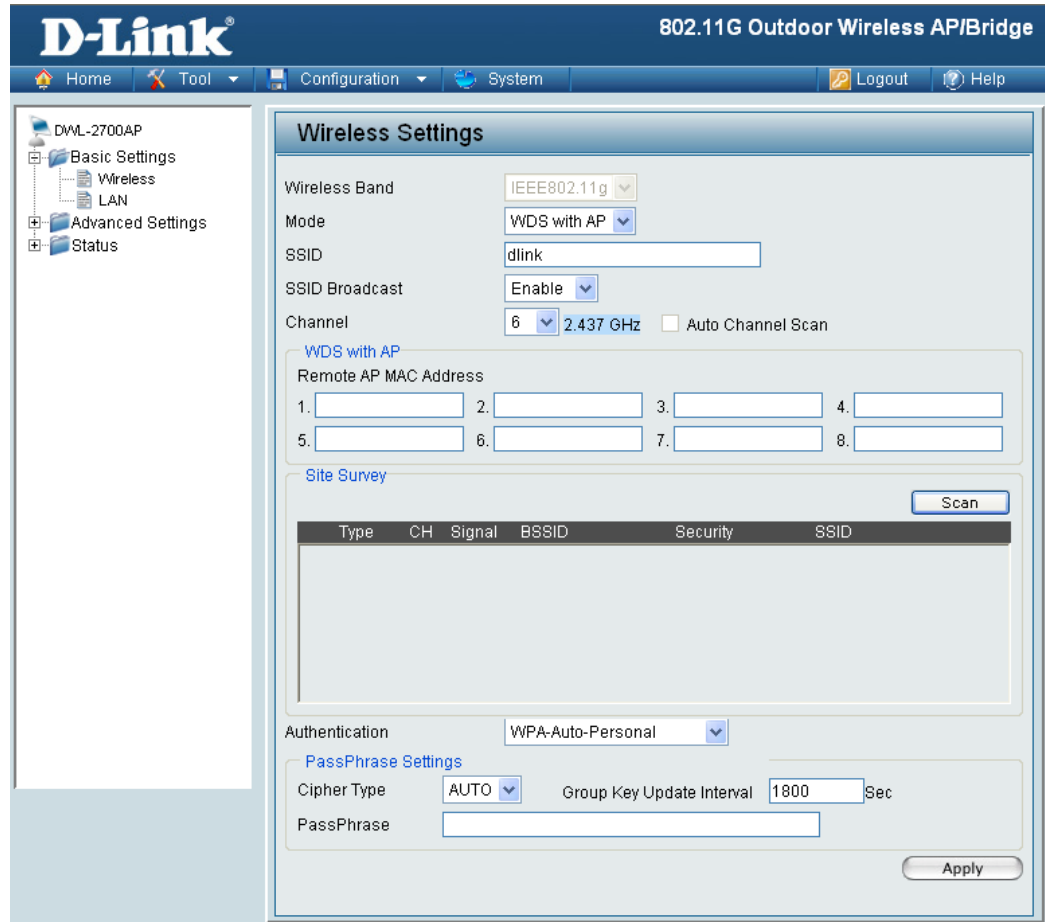 D-Link®
802.11G Outdoor Wireless AP/Bridge
Home Tool Configuration System Logout Help
DWL-2700AP
Basic Settings
Wireless
LAN
Advanced Settings
Status
Wireless Settings
Wireless Band IEEE802.11g
Mode WDS with AP
SSID dlink
SSID Broadcast Enable
Channel 6 2.437 GHz Auto Channel Scan
WDS with AP
Remote AP MAC Address
1. 2. 3. 4.
5. 6. 7. 8.
Site Survey
Scan
Type CH Signal BSSID Security SSID
Authentication WPA-Auto-Personal
PassPhrase Settings
Cipher Type AUTO Group Key Update Interval 1800 Sec
PassPhrase
Apply